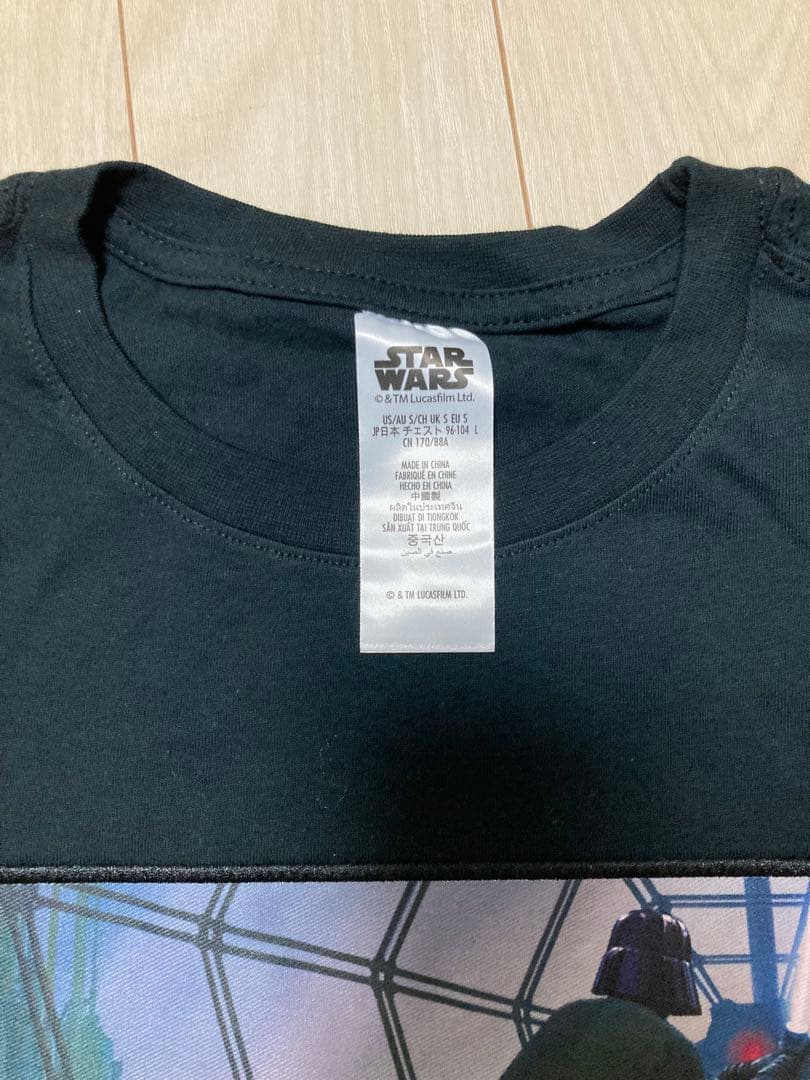 STAR
WARS
© & TM Lucasfilm Ltd.
US/AU S/CH UK S EU S
JP日本 チェスト 96-104 L
CN 170/88A
MADE IN CHINA
FABRIQUÉ EN CHINE
HECHO EN CHINA
中國製
ผลิตในประเทศจีน
DIBUAT DI TIONGKOK
SẢN XUẤT TẠI TRUNG QUỐC
중국산
صنع في الصين
© & TM LUCASFILM LTD.